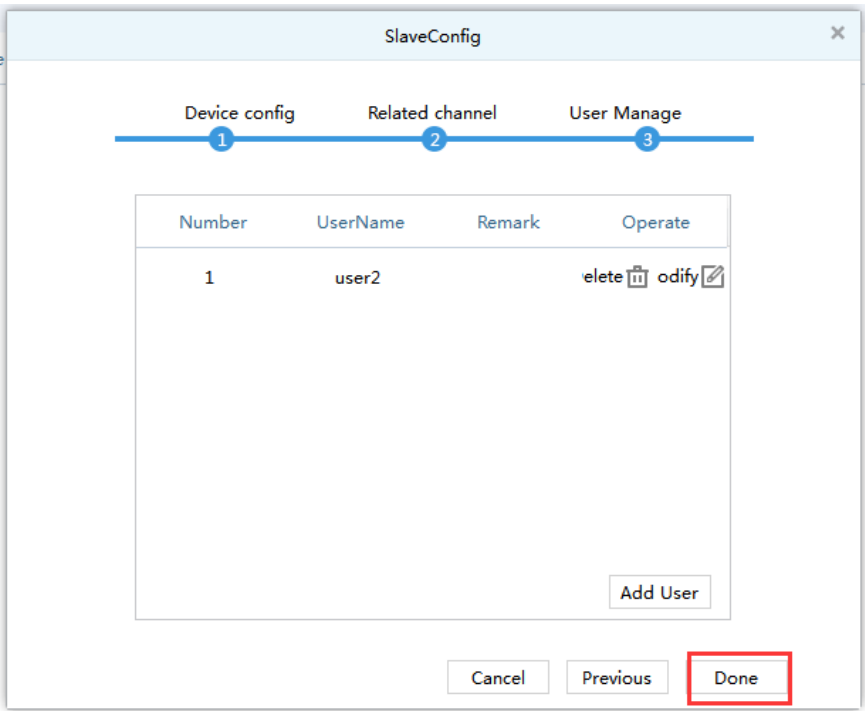 SlaveConfig
Device config Related channel User Manage
1 2 3
Number UserName Remark Operate
1 user2 elete odify
Add User
Cancel Previous Done